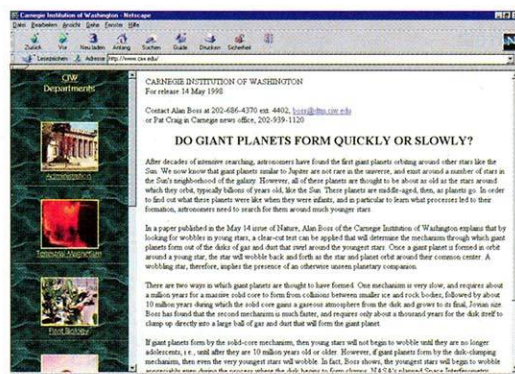 Carnegie Institution of Washington - Netscape
Datei Bearbeiten Ansicht Gehe Fenster Hilfe
Zurück Vor Neu laden Anfang Suchen Guide Drucken Sicherheit
Lesezeichen Adresse http://www.ciw.edu/
CIW
Departments
Administration
Terrestrial Magnetism
Plant Biology
CARNEGIE INSTITUTION OF WASHINGTON
For release 14 May 1998
Contact Alan Boss at 202-686-4370 ext. 4402, boss@dtm.ciw.edu
or Pat Craig in Carnegie news office, 202-939-1120
DO GIANT PLANETS FORM QUICKLY OR SLOWLY?
After decades of intensive searching, astronomers have found the first giant planets orbiting around other stars like the
Sun. We now know that giant planets similar to Jupiter are not rare in the universe, and exist around a number of stars in
the Sun's neighborhood of the galaxy. However, all of these planets are thought to be about as old as the stars around
which they orbit, typically billions of years old, like the Sun. These planets are middle-aged, then, as planets go. In order
to find out what these planets were like when they were infants, and in particular to learn what processes led to their
formation, astronomers need to search for them around much younger stars.
In a paper published in the May 14 issue of Nature, Alan Boss of the Carnegie Institution explains that by
looking for wobbles in young stars, a clear-cut test can be applied that will determine the mechanism through which giant
planets form out of the disks of gas and dust that swirl around the youngest stars. Once a giant planet is formed in orbit
around a young star, the star will wobble back and forth as the star and planet orbit around their common center. A
wobbling star, therefore, implies the presence of an otherwise unseen planetary companion.
There are two ways in which giant planets are thought to have formed. One mechanism is very slow, and requires about
a million years for a massive solid core to form from collisions between smaller ice and rock bodies, followed by about
10 million years during which the solid core gains a gaseous atmosphere from the disk and grows to its final, Jovian size.
Boss has found that the second mechanism is much faster, and requires only about a thousand years for the disk itself to
clump up directly into a large ball of gas and dust that will form the giant planet.
If giant planets form by the solid-core mechanism, then young stars will not begin to wobble until they are no longer
adolescents, i.e., until after they are 10 million years old or older. However, if giant planets form by the disk-clumping
mechanism, then even the very youngest stars will wobble. In fact, Boss shows, the youngest stars will begin to wobble